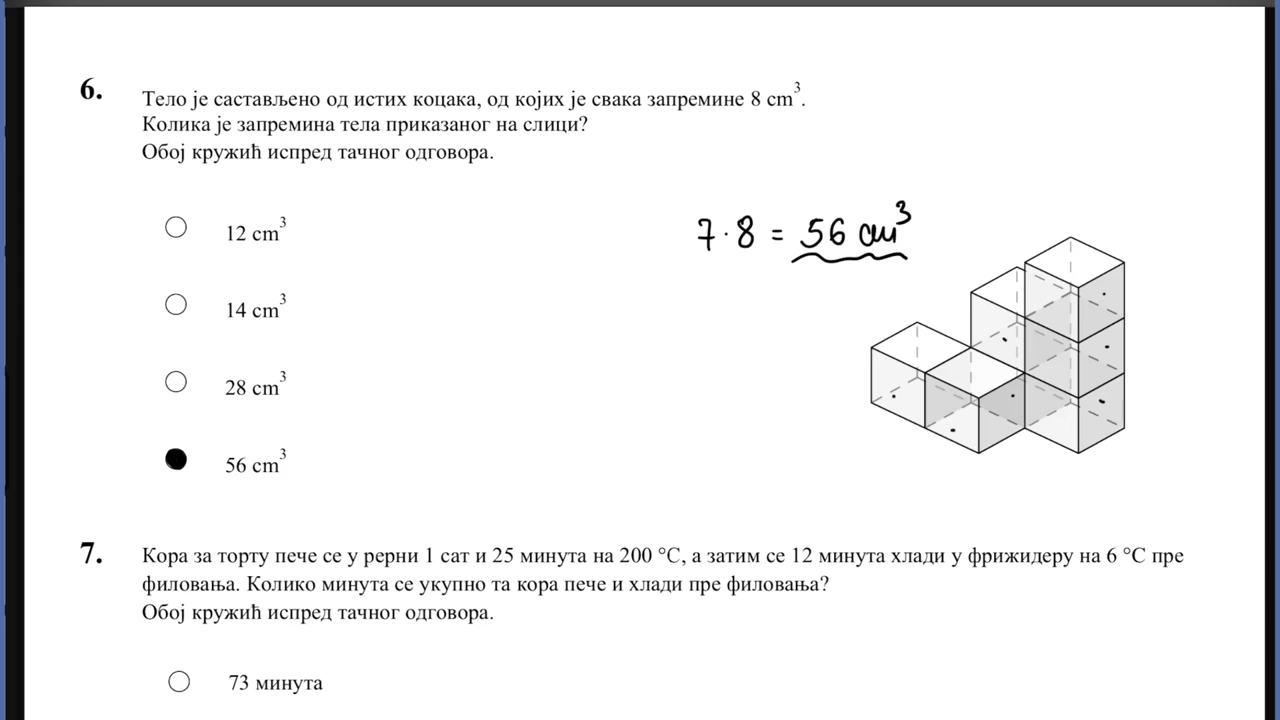 6.
Тело је састављено од истих коцака, од којих је свака запремине 8 cm³.
Колика је запремина тела приказаног на слици?
Обој кружић испред тачног одговора.
12 cm³
7 · 8 = 56 cm³
14 cm³
28 cm³
56 cm³
7.
Кора за торту пече се у рерни 1 сат и 25 минута на 200 °C, а затим се 12 минута хлади у фрижидеру на 6 °C пре
филовања. Колико минута се укупно та кора пече и хлади пре филовања?
Обој кружић испред тачног одговора.
73 минута